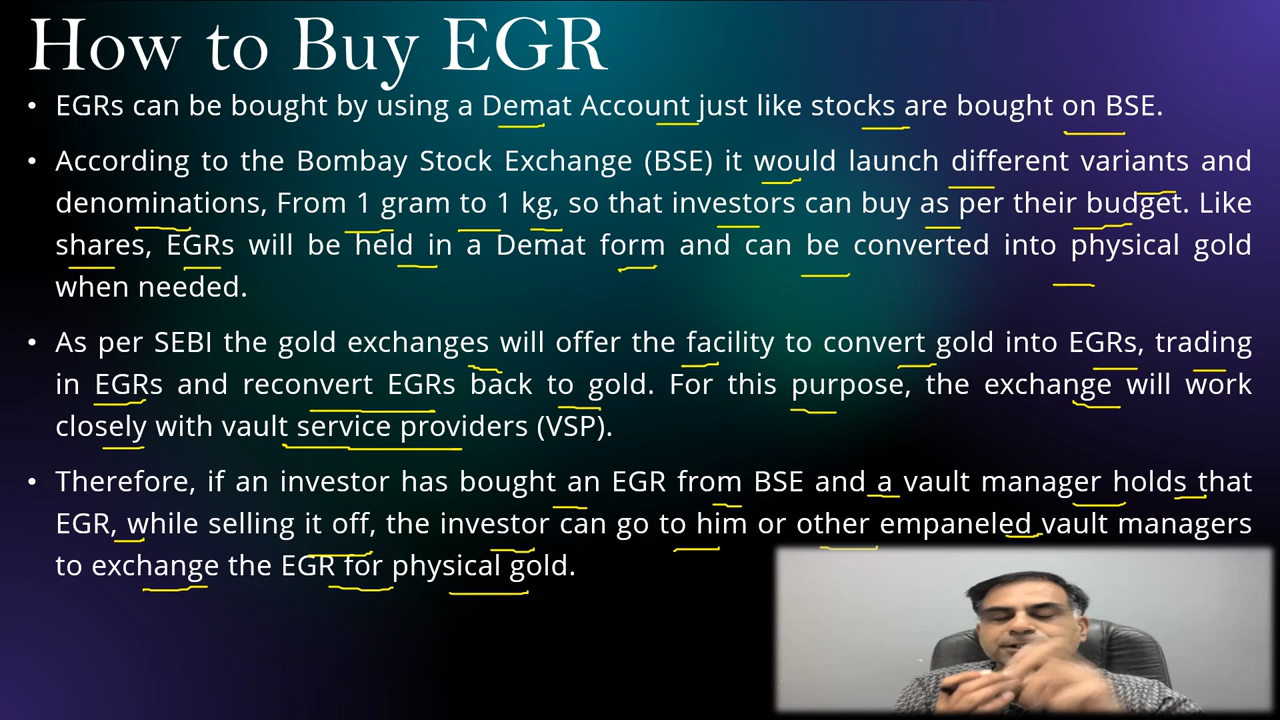 How to Buy EGR
• EGRs can be bought by using a Demat Account just like stocks are bought on BSE.
• According to the Bombay Stock Exchange (BSE) it would launch different variants and
denominations, From 1 gram to 1 kg, so that investors can buy as per their budget. Like
shares, EGRs will be held in a Demat form and can be converted into physical gold
when needed.
• As per SEBI the gold exchanges will offer the facility to convert gold into EGRs, trading
in EGRs and reconvert EGRs back to gold. For this purpose, the exchange will work
closely with vault service providers (VSP).
• Therefore, if an investor has bought an EGR from BSE and a vault manager holds that
EGR, while selling it off, the investor can go to him or other empaneled vault managers
to exchange the EGR for physical gold.